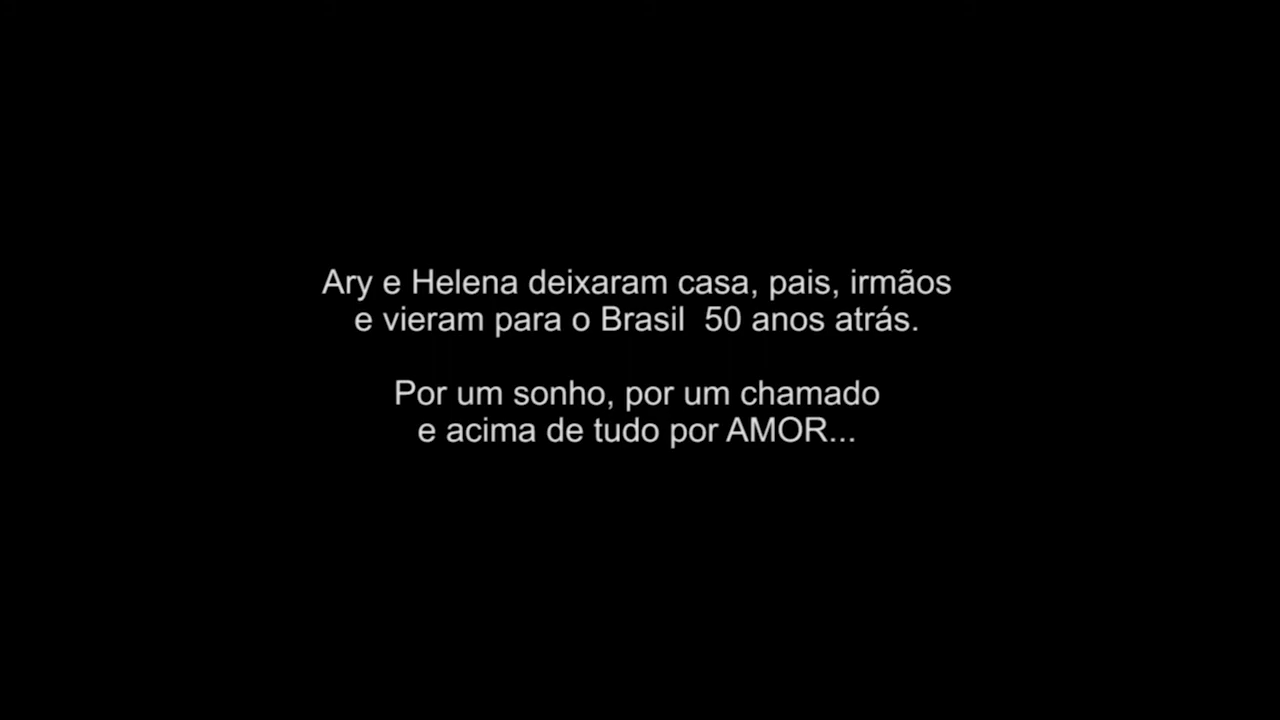 Ary e Helena deixaram casa, pais, irmãos
e vieram para o Brasil  50 anos atrás.
Por um sonho, por um chamado
e acima de tudo por AMOR...